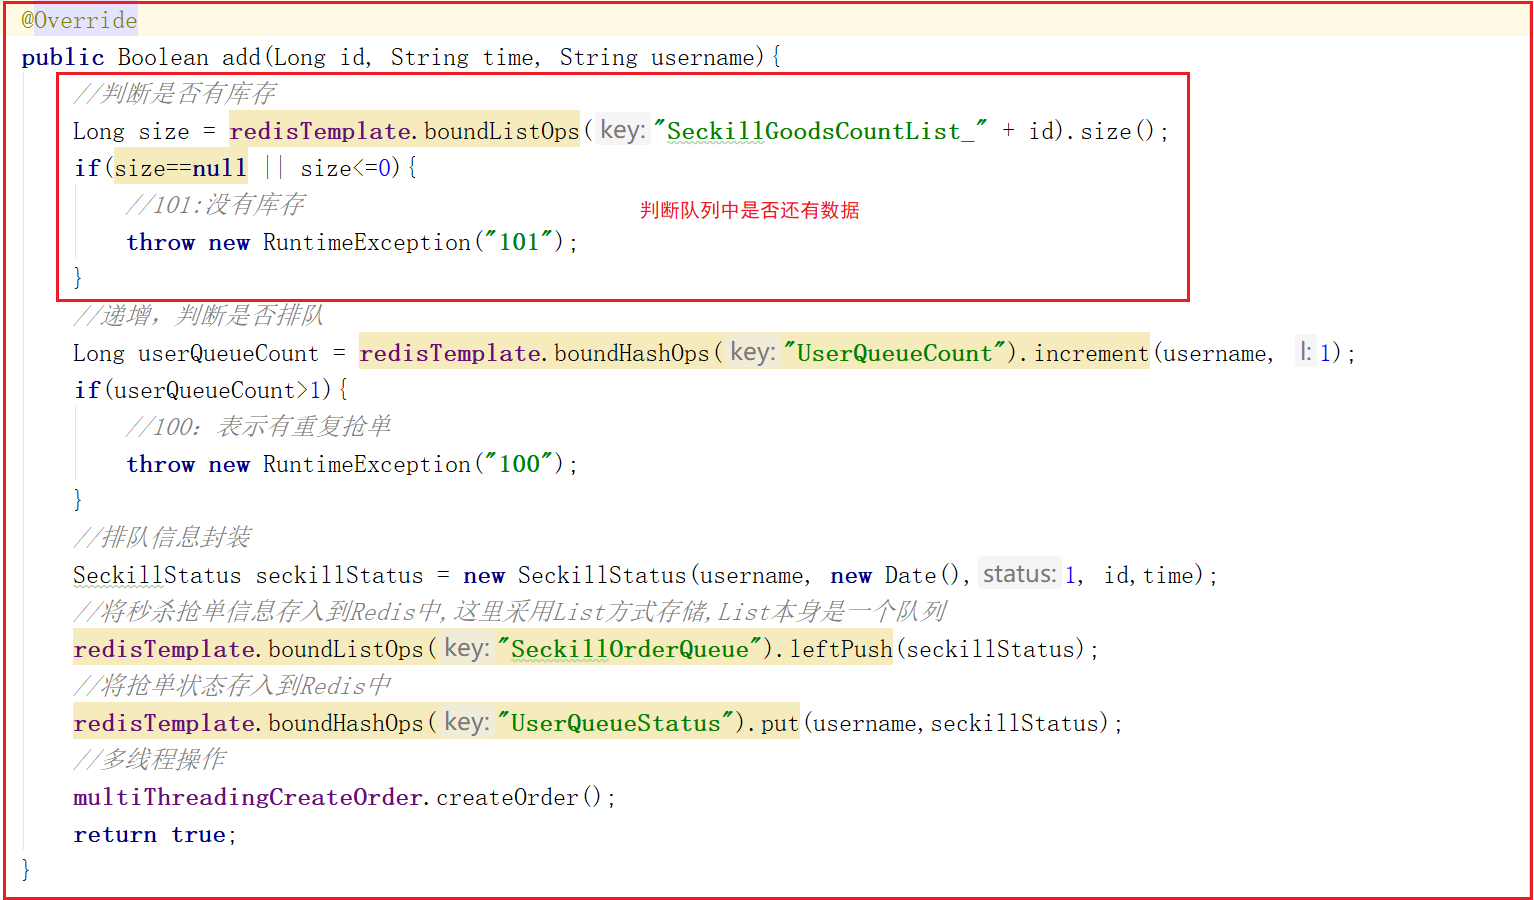 @Override
public Boolean add(Long id, String time, String username){
//判断是否有库存
Long size = redisTemplate.boundListOps( key: "SeckillGoodsCountList_" + id).size();
if(size==null || size<=0){
//101:没有库存
判断队列中是否还有数据
throw new RuntimeException("101");
}
//递增，判断是否排队
Long userQueueCount = redisTemplate.boundHashOps( key: "UserQueueCount").increment(username, l: 1);
if(userQueueCount>1){
//100：表示有重复抢单
throw new RuntimeException("100");
}
//排队信息封装
SeckillStatus seckillStatus = new SeckillStatus(username, new Date(), status: 1, id,time);
//将秒杀抢单信息存入到Redis中,这里采用List方式存储,List本身是一个队列
redisTemplate.boundListOps( key: "SeckillOrderQueue").leftPush(seckillStatus);
//将抢单状态存入到Redis中
redisTemplate.boundHashOps( key: "UserQueueStatus").put(username,seckillStatus);
//多线程操作
multiThreadingCreateOrder.createOrder();
return true;
}